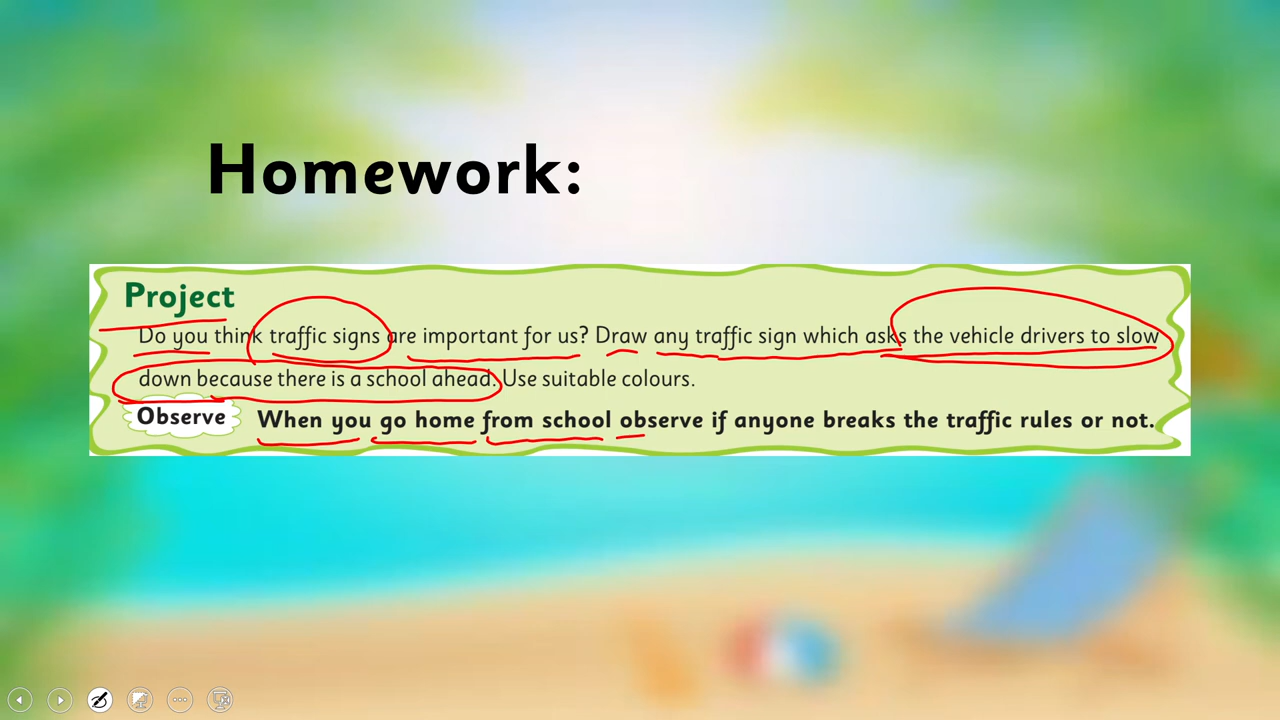 Homework:
Project
Do you think traffic signs are important for us? Draw any traffic sign which asks the vehicle drivers to slow
down because there is a school ahead. Use suitable colours.
Observe When you go home from school observe if anyone breaks the traffic rules or not.